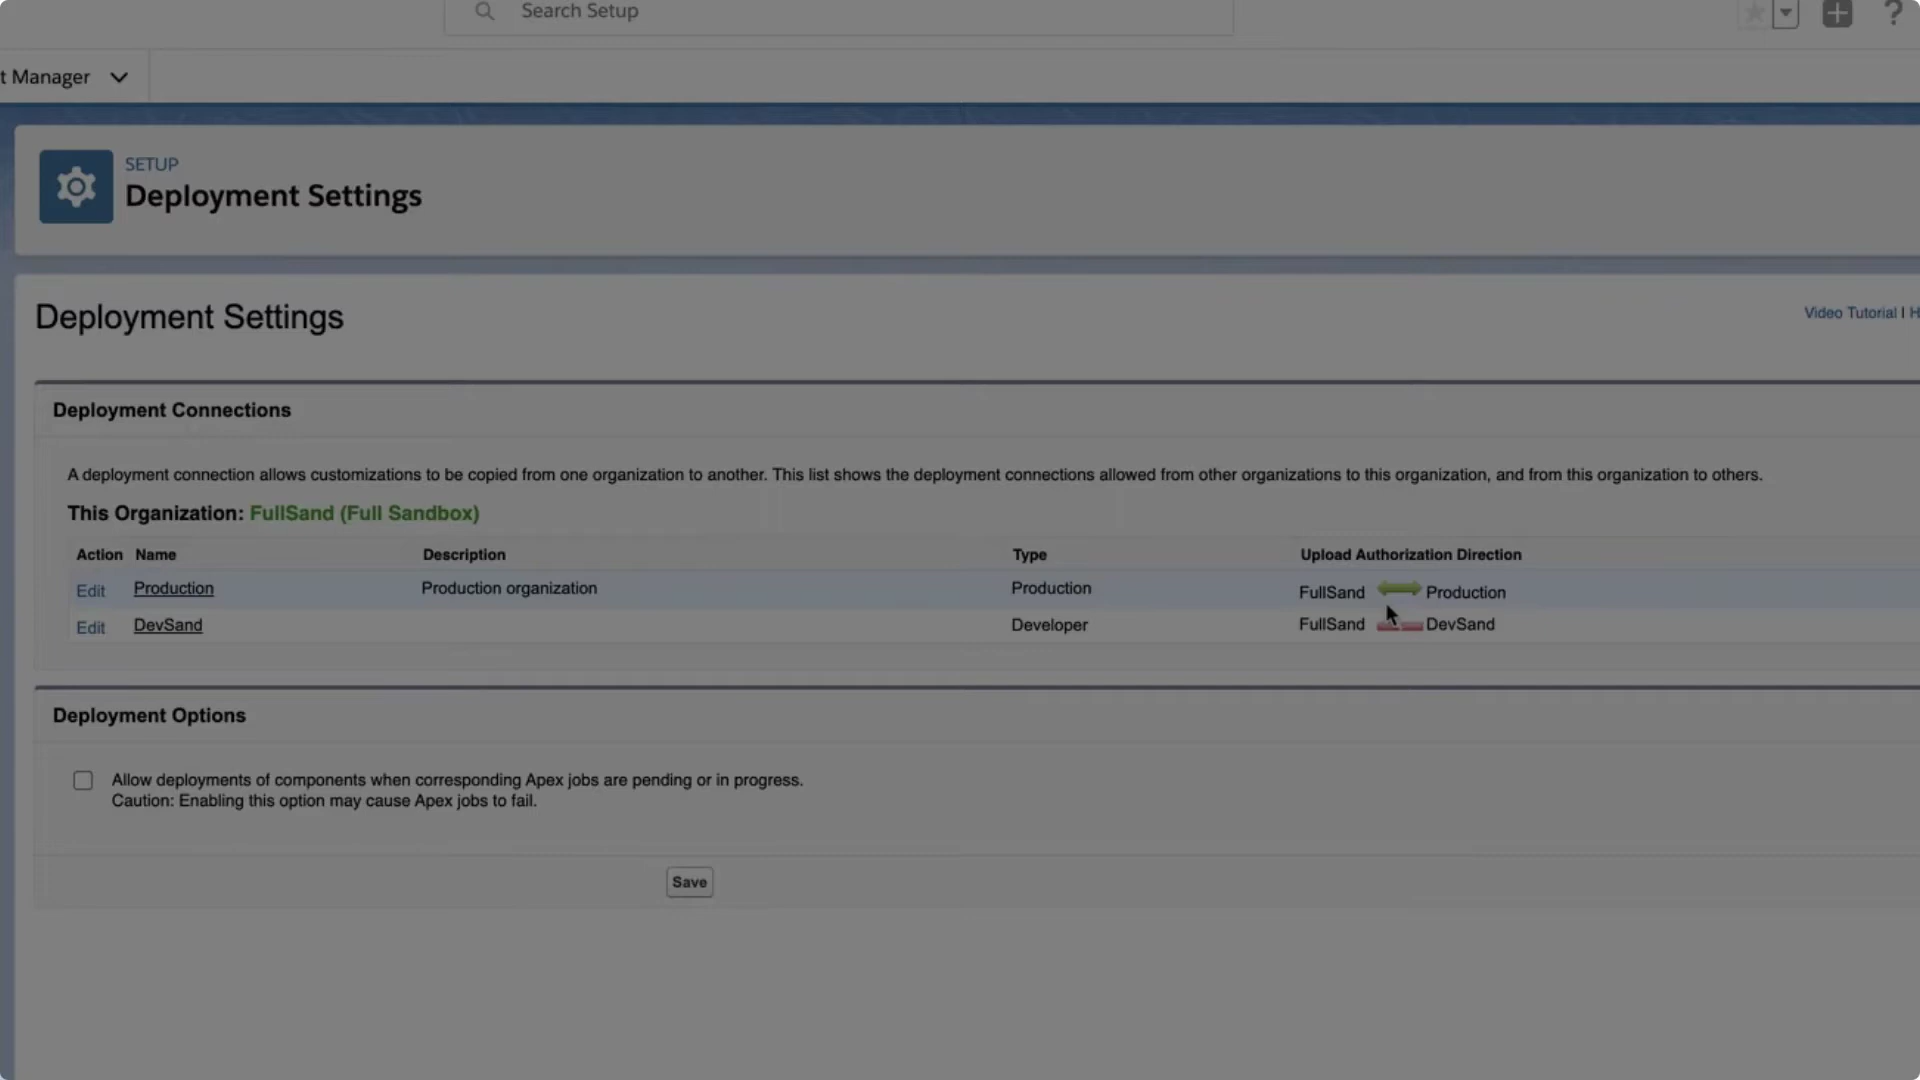 Search Setup
t Manager
SETUP
Deployment Settings
Deployment Settings
Video Tutorial | H
Deployment Connections
A deployment connection allows customizations to be copied from one organization to another. This list shows the deployment connections allowed from other organizations to this organization, and from this organization to others.
This Organization: FullSand (Full Sandbox)
Action Name Description Type Upload Authorization Direction
Edit Production Production organization Production FullSand Production
Edit DevSand Developer FullSand DevSand
Deployment Options
Allow deployments of components when corresponding Apex jobs are pending or in progress.
Caution: Enabling this option may cause Apex jobs to fail.
Save